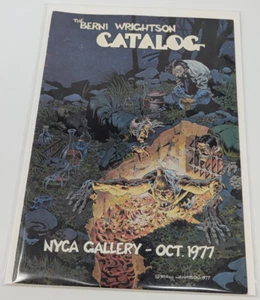 THE
BERNI WRIGHTSON
CATALOG
NYCA GALLERY - OCT. 1977